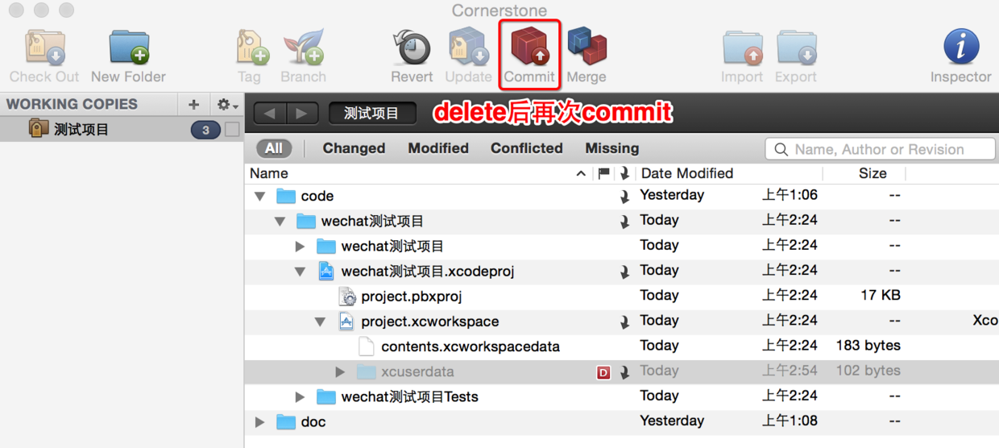 Cornerstone
Check Out New Folder Tag Branch Revert Update Commit Merge Import Export Inspector
WORKING COPIES
测试项目 3
测试项目 delete后再次commit
All Changed Modified Conflicted Missing Name, Author or Revision
Name Date Modified Size
code Yesterday 上午1:06 --
wechat测试项目 Today 上午2:24 --
wechat测试项目 Today 上午2:24 --
wechat测试项目.xcodeproj Today 上午2:24 --
project.pbxproj Today 上午2:24 17 KB
project.xcworkspace Today 上午2:24 -- Xco
contents.xcworkspacedata Today 上午2:24 183 bytes
xcuserdata D Today 上午2:54 102 bytes
wechat测试项目Tests Today 上午2:24 --
doc Yesterday 上午1:08 --